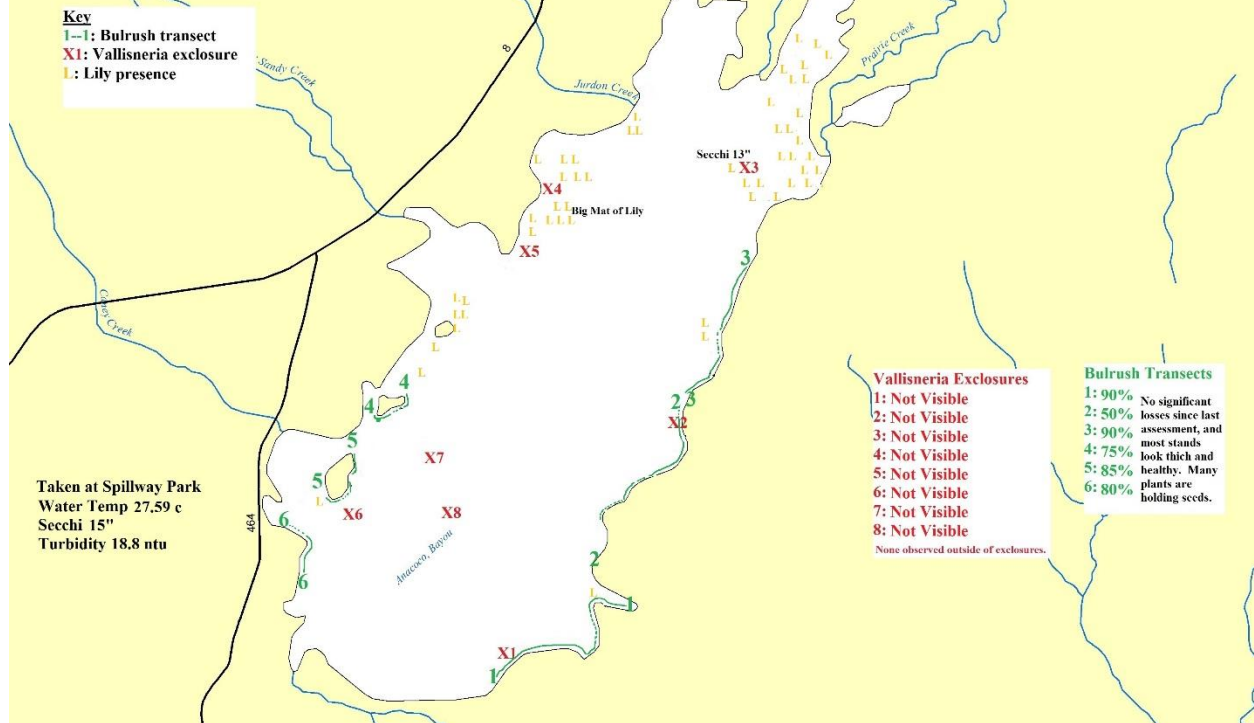 Key
1--1: Bulrush transect
X1: Vallisneria exclosure
L: Lily presence
8
Sandy Creek
Jurdon Creek
Prairie Creek
Secchi 13"
X3
X4
Big Mat of Lily
X5
3
Caney Creek
4
4
2
3
X2
5
5
X7
X6
X8
6
6
464
Anacoco, Bayou
2
1
X1
1
Taken at Spillway Park
Water Temp 27,59 c
Secchi 15"
Turbidity 18.8 ntu
Vallisneria Exclosures
1: Not Visible
2: Not Visible
3: Not Visible
4: Not Visible
5: Not Visible
6: Not Visible
7: Not Visible
8: Not Visible
None observed outside of exclosures.
Bulrush Transects
1: 90%
2: 50%
3: 90%
4: 75%
5: 85%
6: 80%
No significant
losses since last
assessment, and
most stands
look thich and
healthy. Many
plants are
holding seeds.